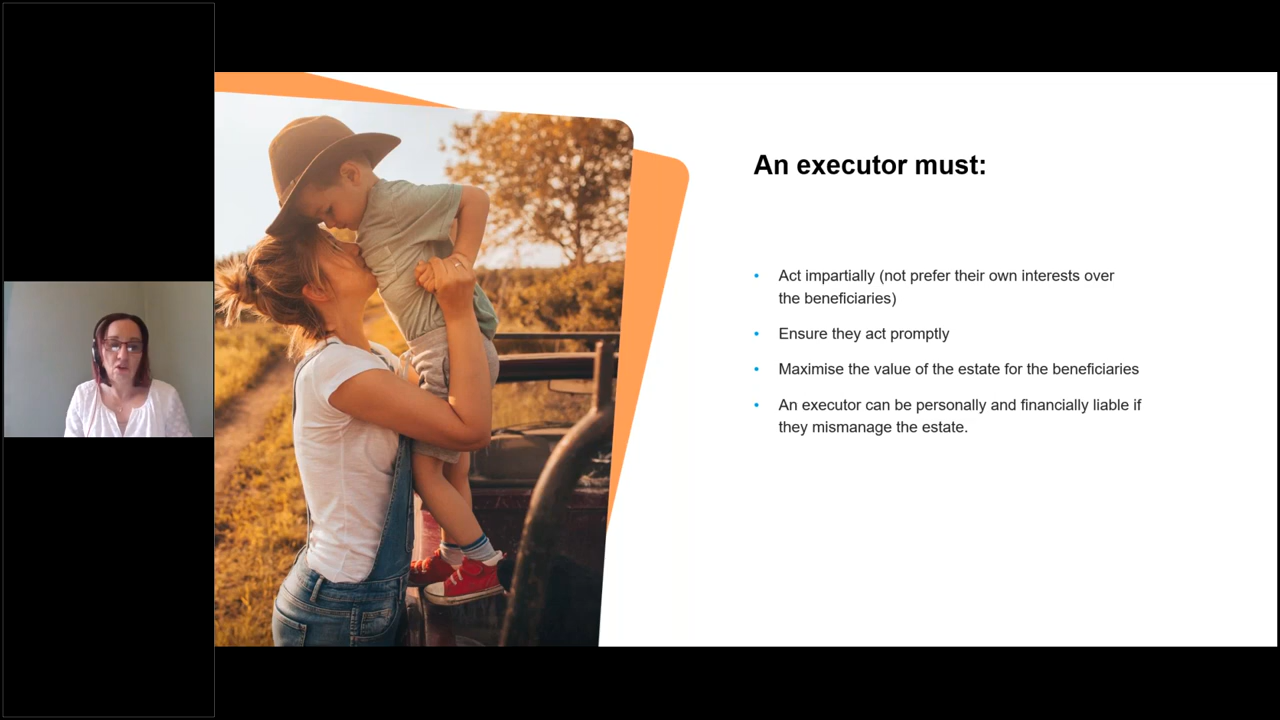 An executor must:
• Act impartially (not prefer their own interests over
the beneficiaries)
• Ensure they act promptly
• Maximise the value of the estate for the beneficiaries
• An executor can be personally and financially liable if
they mismanage the estate.